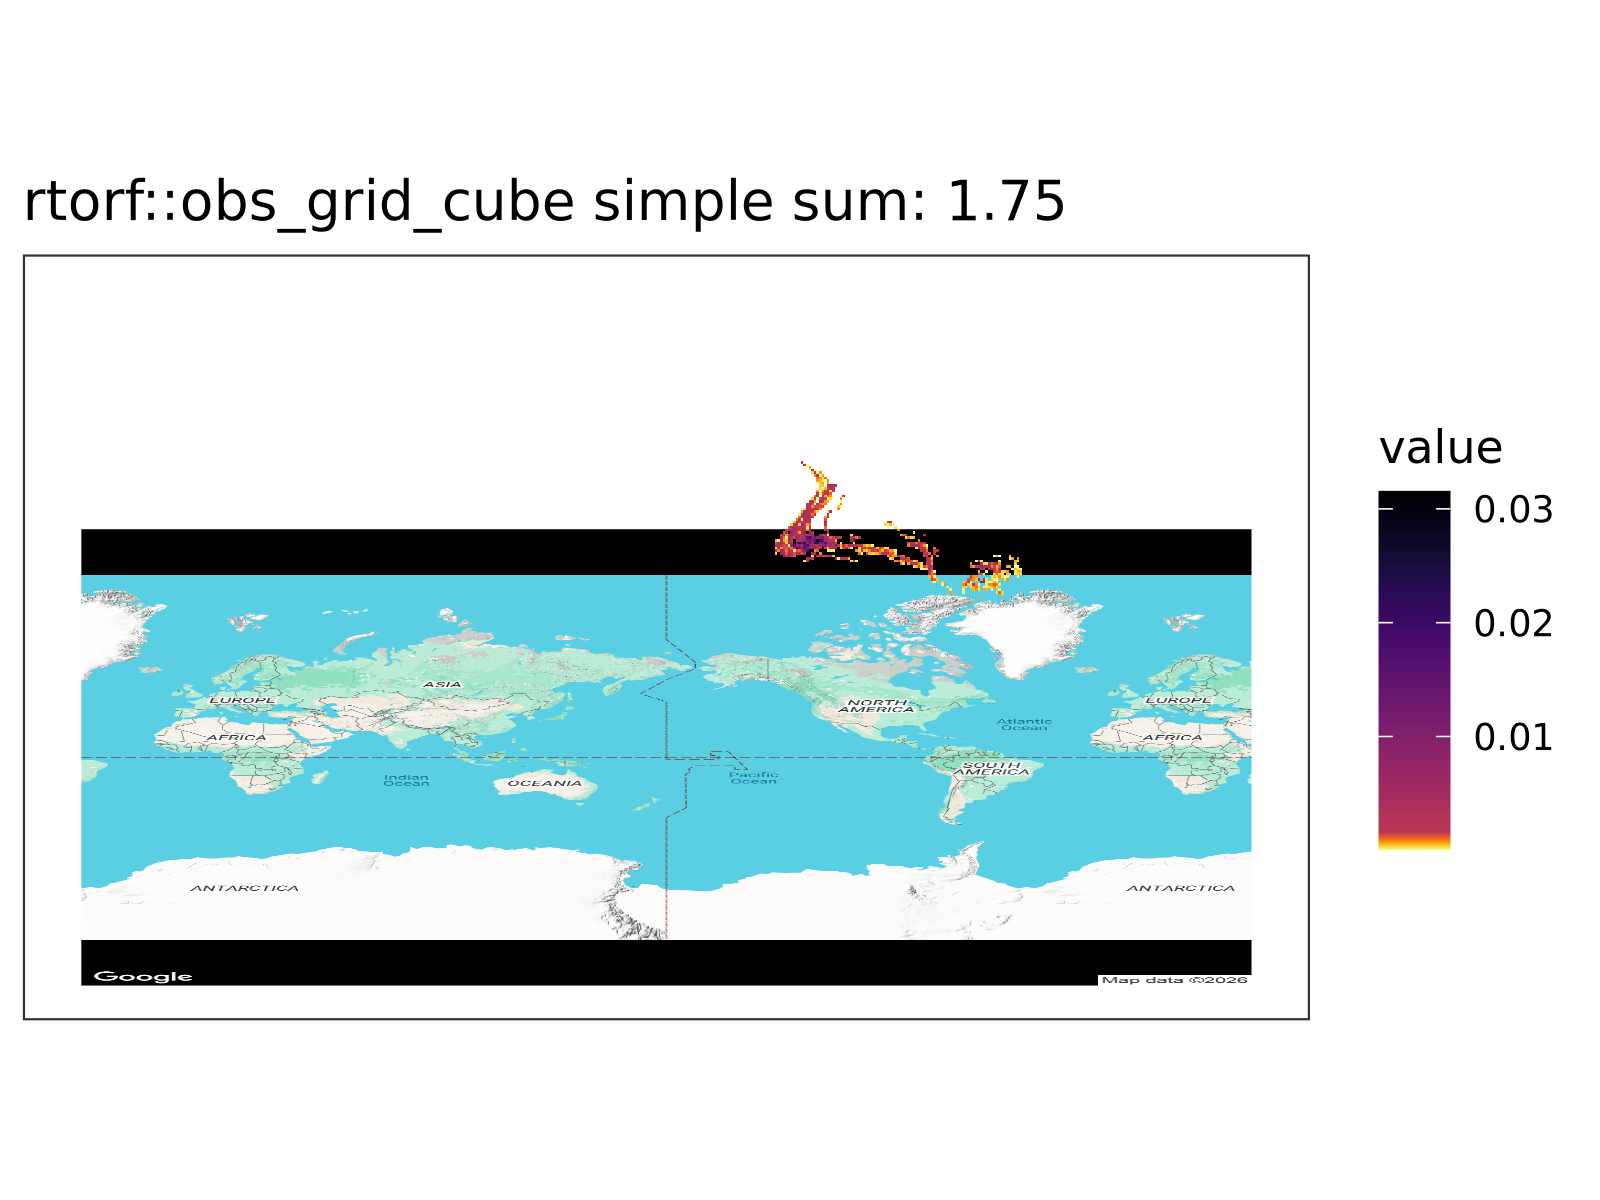 rtorf::obs_grid_cube simple sum: 1.75
value
0.03
0.02
0.01
ASIA
EUROPE
EUROPE
NORTH
AMERICA
Atlantic
Ocean
AFRICA
AFRICA
SOUTH
AMERICA
Indian
Ocean
OCEANIA
Pacific
Ocean
ANTARCTICA
ANTARCTICA
Google
Map data ©2026